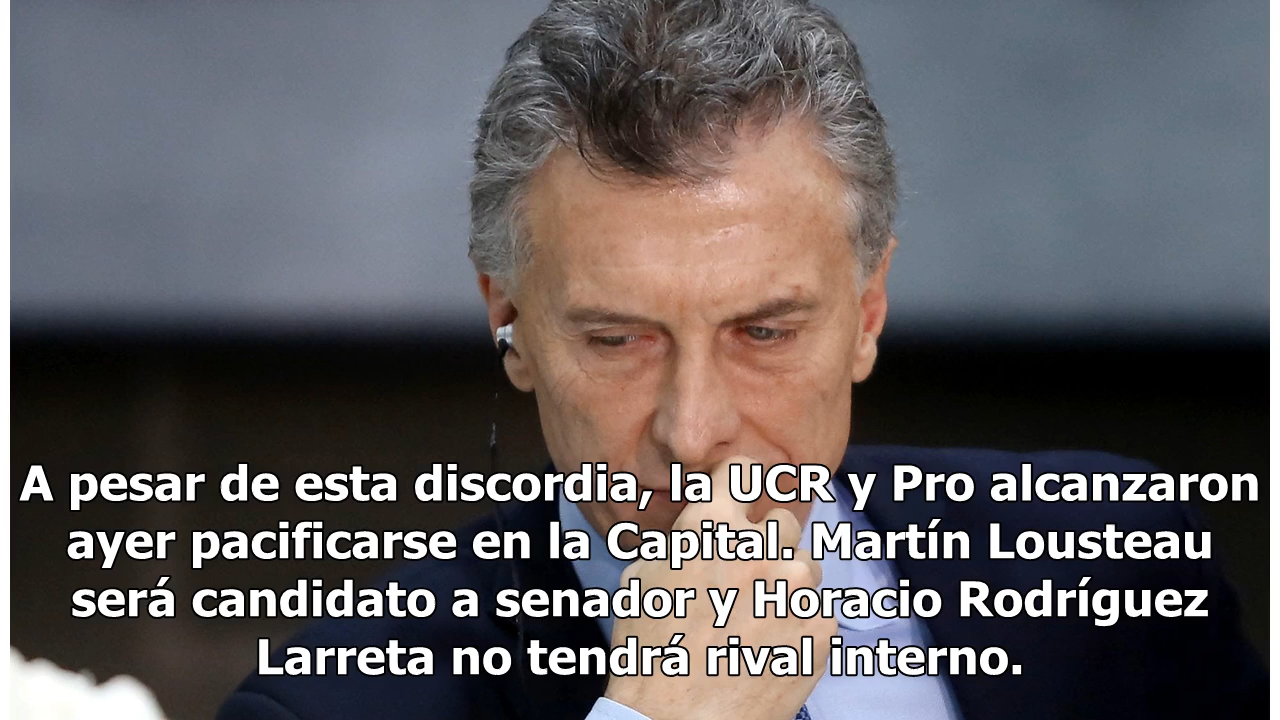 A pesar de esta discordia, la UCR y Pro alcanzaron
ayer pacificarse en la Capital. Martín Lousteau
será candidato a senador y Horacio Rodríguez
Larreta no tendrá rival interno.